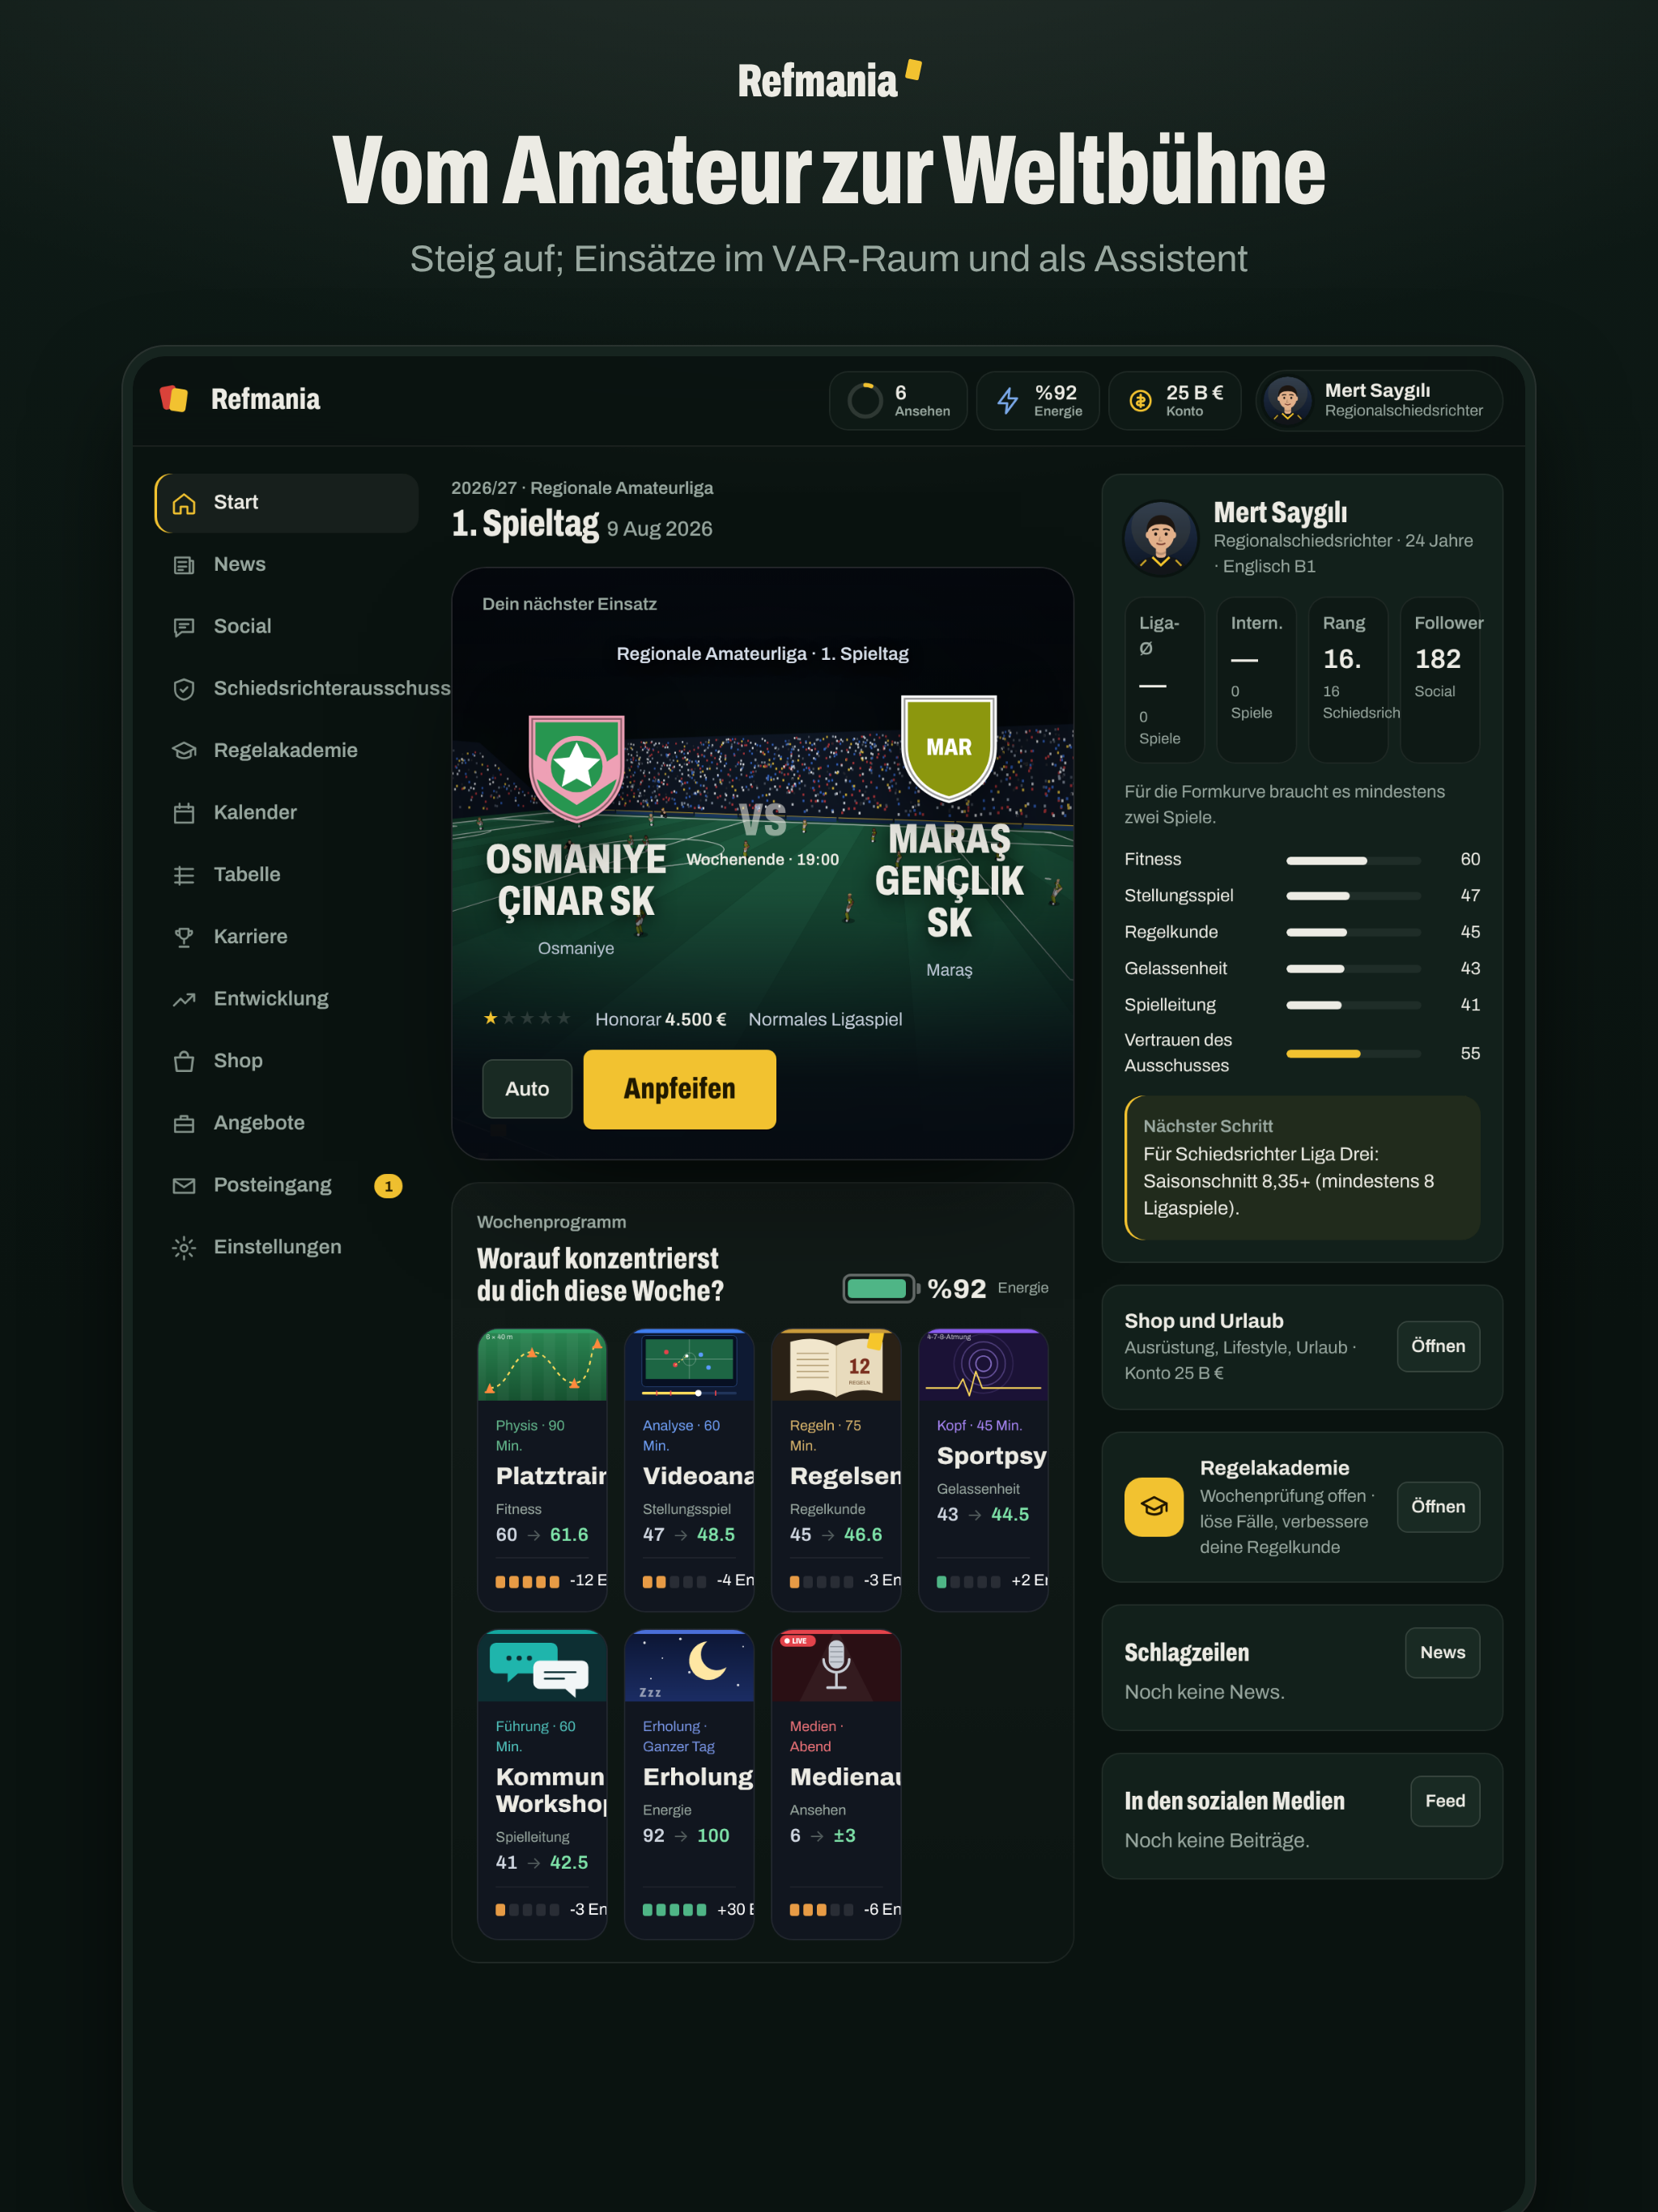 Refmania
Vom Amateur zur Weltbühne
Steig auf; Einsätze im VAR-Raum und als Assistent
Refmania
6
Ansehen
%92
Energie
25 B €
Konto
Mert Saygılı
Regionalschiedsrichter
Start
News
Social
Schiedsrichterausschuss
Regelakademie
Kalender
Tabelle
Karriere
Entwicklung
Shop
Angebote
Posteingang
1
Einstellungen
2026/27 · Regionale Amateurliga
1. Spieltag 9 Aug 2026
Dein nächster Einsatz
Regionale Amateurliga · 1. Spieltag
OSMANIYE
ÇINAR SK
Osmaniye
VS
Wochenende · 19:00
MAR
MARAŞ
GENÇLIK
SK
Maraş
Honorar 4.500 € Normales Ligaspiel
Auto
Anpfeifen
Wochenprogramm
Worauf konzentrierst
du dich diese Woche?
%92 Energie
6 × 40 m
Physis · 90
Min.
Platztrair
Fitness
60 → 61.6
-12 E
Analyse · 60
Min.
Videoana
Stellungsspiel
47 → 48.5
-4 En
12
REGELN
Regeln · 75
Min.
Regelsen
Regelkunde
45 → 46.6
-3 En
4-7-8-Atmung
Kopf · 45 Min.
Sportpsy
Gelassenheit
43 → 44.5
+2 En
Führung · 60
Min.
Kommun
Workshop
Spielleitung
41 → 42.5
-3 En
Zzz
Erholung ·
Ganzer Tag
Erholung
Energie
92 → 100
+30 E
LIVE
Medien ·
Abend
Medienau
Ansehen
6 → ±3
-6 En
Mert Saygılı
Regionalschiedsrichter · 24 Jahre
· Englisch B1
Liga-
Ø
—
0
Spiele
Intern.
—
0
Spiele
Rang
16.
16
Schiedsrich
Follower
182
Social
Für die Formkurve braucht es mindestens
zwei Spiele.
Fitness 60
Stellungsspiel 47
Regelkunde 45
Gelassenheit 43
Spielleitung 41
Vertrauen des
Ausschusses 55
Nächster Schritt
Für Schiedsrichter Liga Drei:
Saisonschnitt 8,35+ (mindestens 8
Ligaspiele).
Shop und Urlaub
Ausrüstung, Lifestyle, Urlaub ·
Konto 25 B €
Öffnen
Regelakademie
Wochenprüfung offen ·
löse Fälle, verbessere
deine Regelkunde
Öffnen
Schlagzeilen
News
Noch keine News.
In den sozialen Medien
Feed
Noch keine Beiträge.